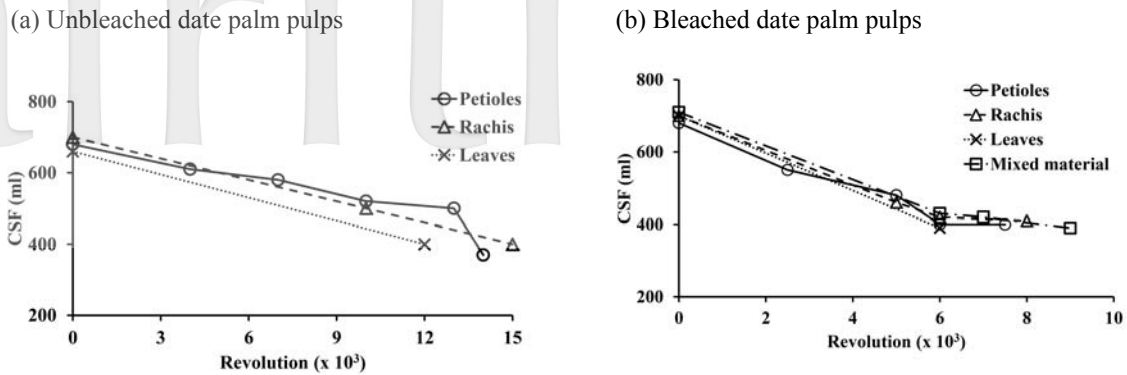 (a) Unbleached date palm pulps
(b) Bleached date palm pulps
800
600
400
200
0
3
6
9
12
15
CSF (ml)
Revolution (x 10³)
Petioles
Rachis
Leaves
800
600
400
200
0
2
4
6
8
10
CSF (ml)
Revolution (x 10³)
Petioles
Rachis
Leaves
Mixed material